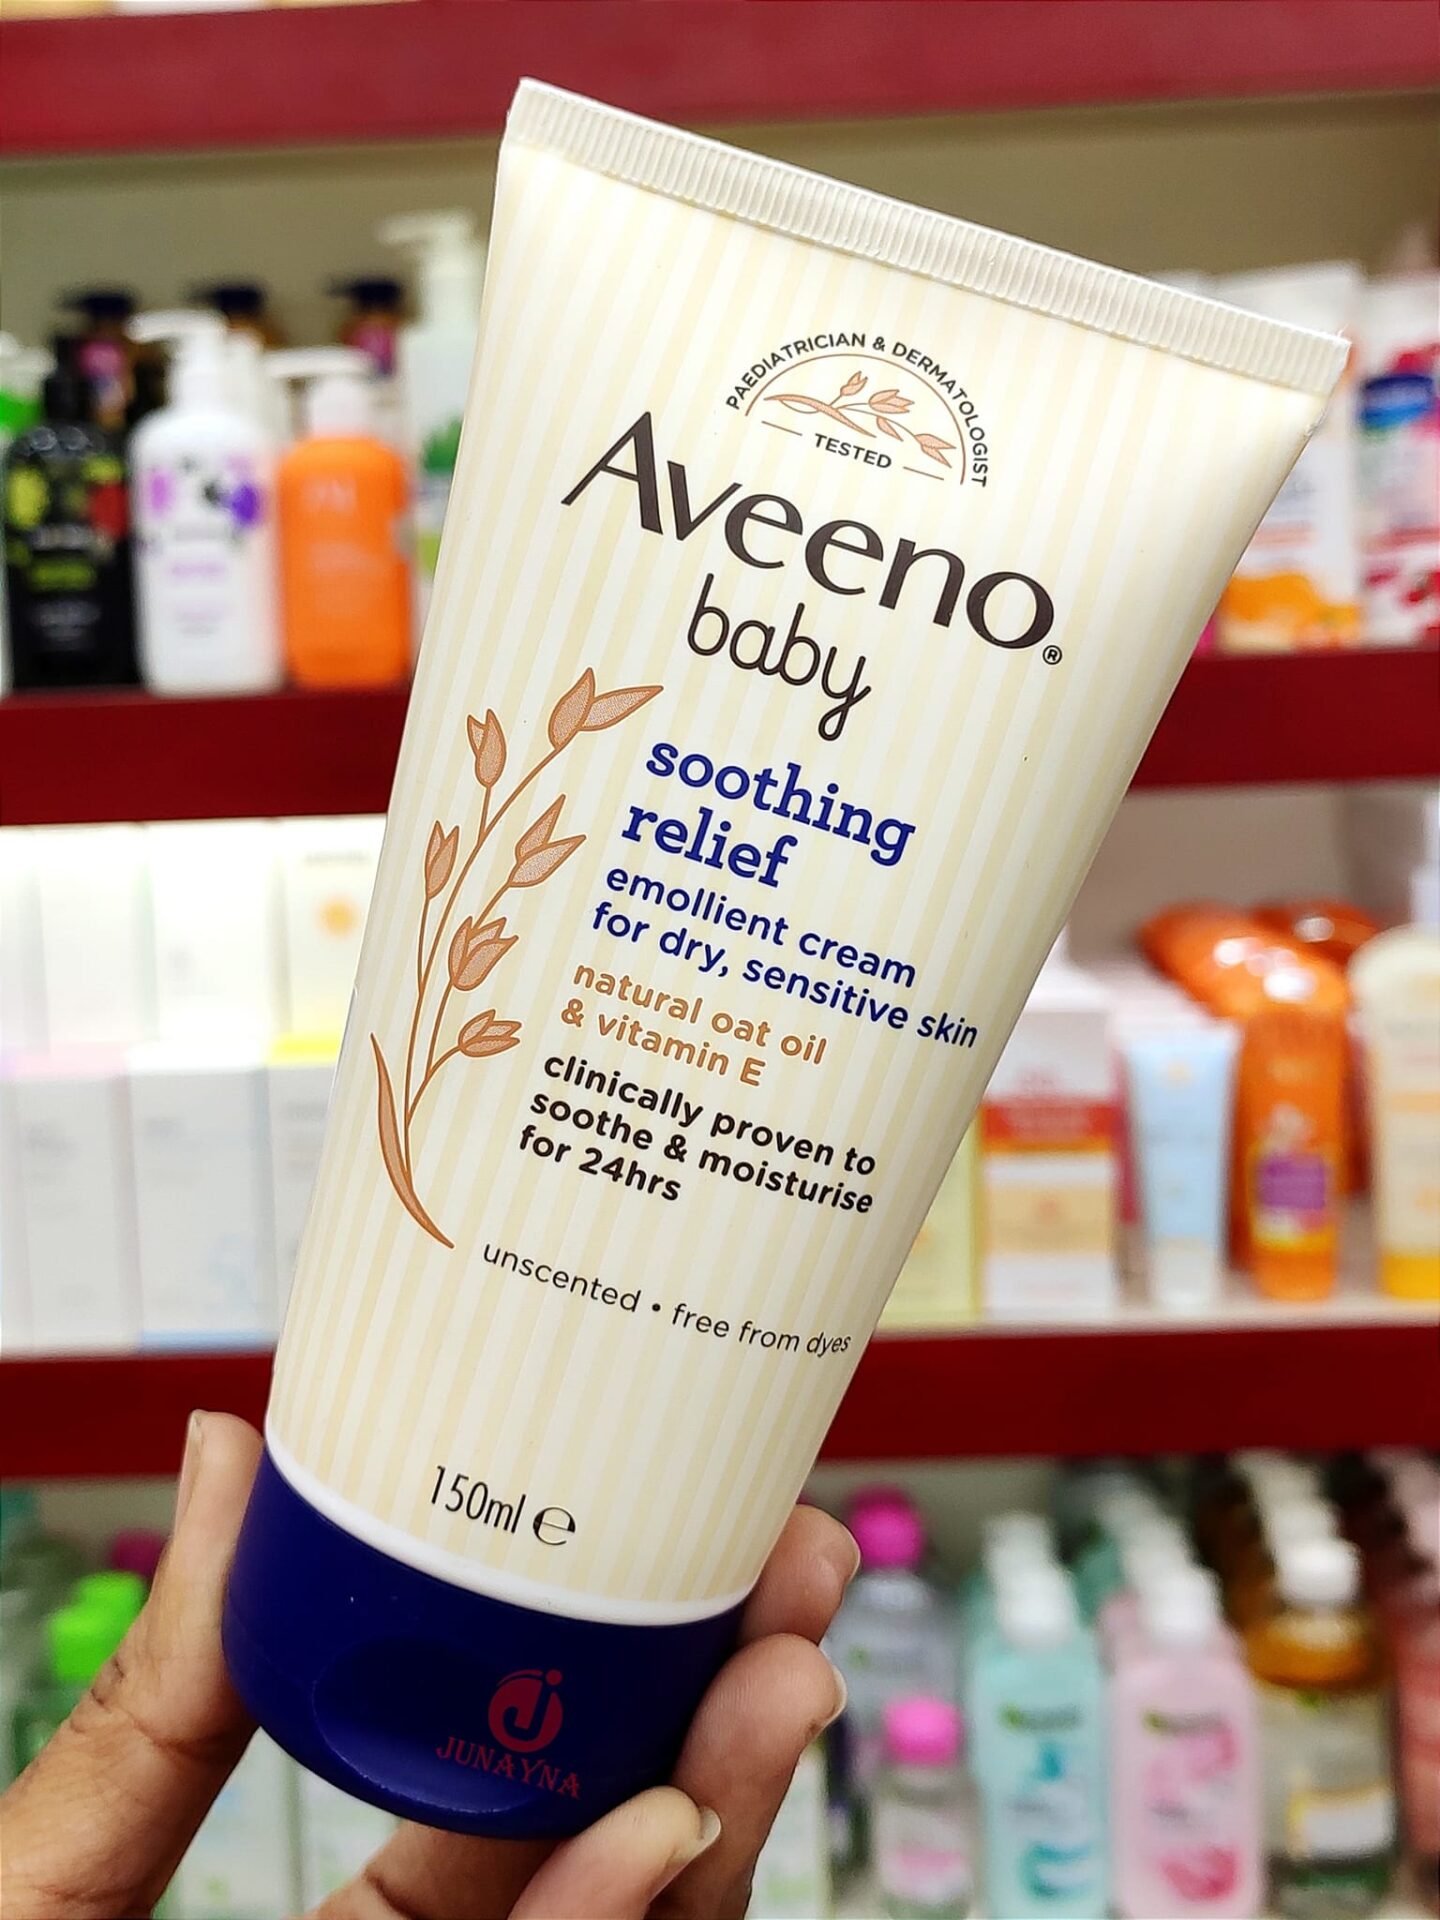 PAEDIATRICIAN & DERMATOLOGIST
TESTED
Aveeno®
baby
soothing
relief
emollient cream
for dry, sensitive skin
natural oat oil
& vitamin E
clinically proven to
soothe & moisturise
for 24hrs
unscented • free from dyes
150ml ℮
JUNAYNA